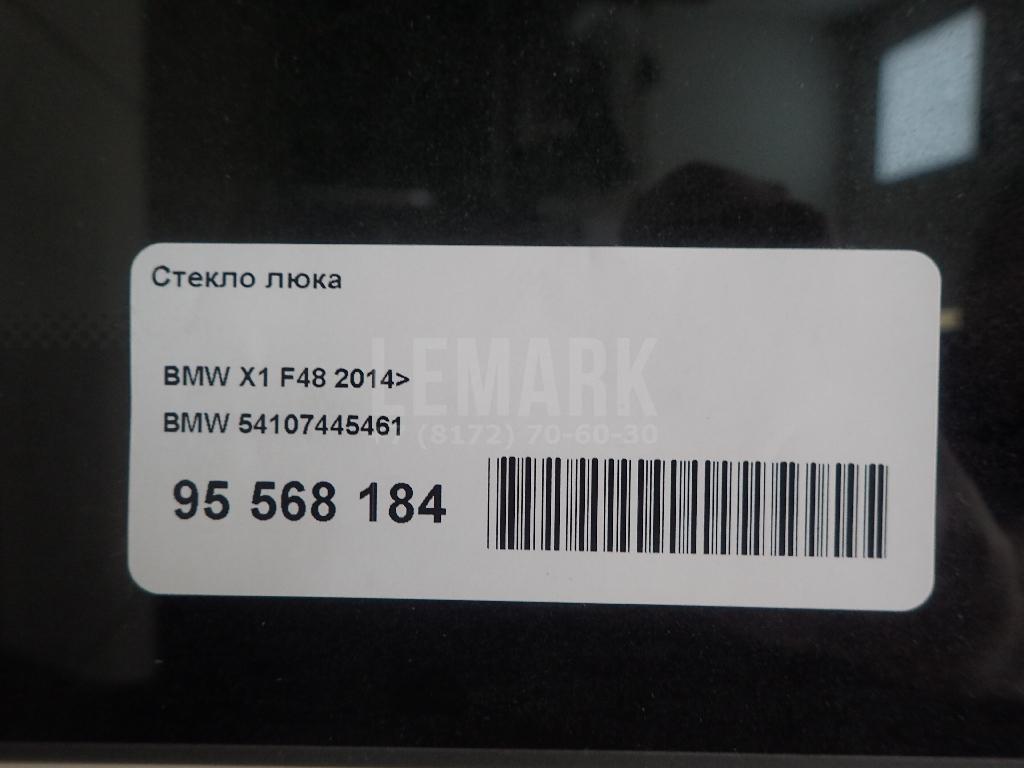 Стекло люка
LEMARK
BMW X1 F48 2014>
BMW 54107445461
(8172) 70-60-30
95 568 184